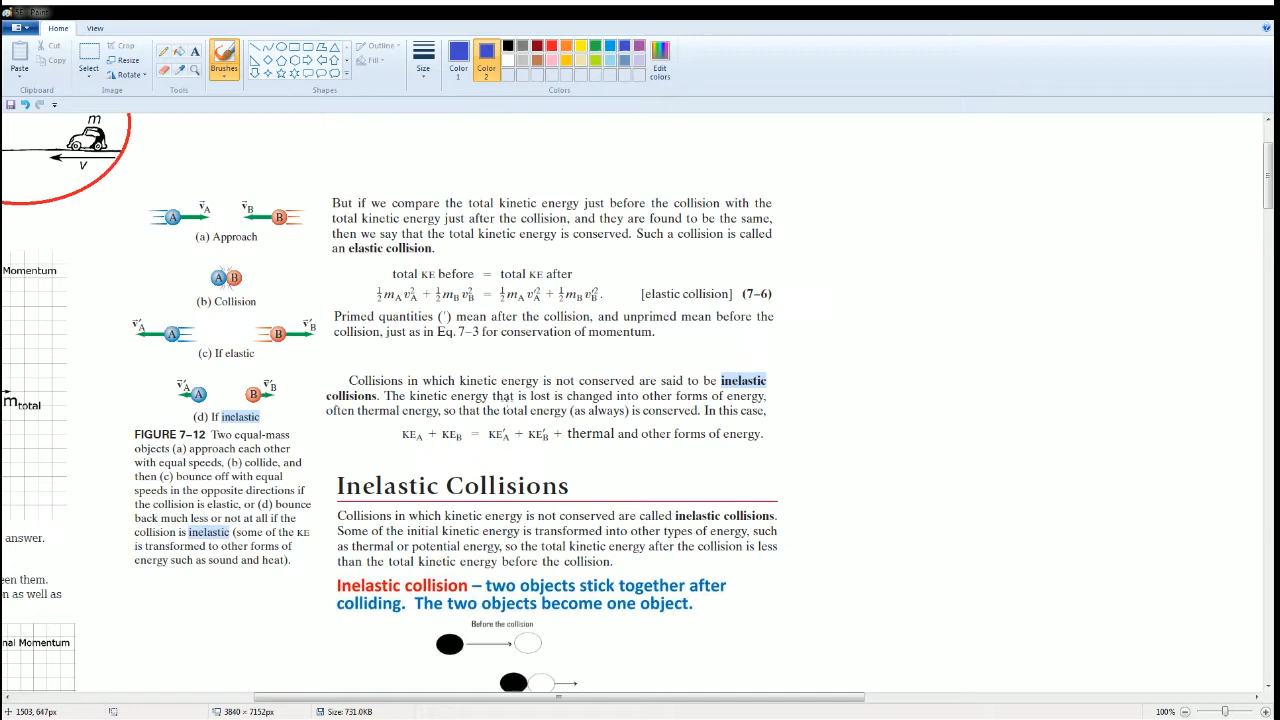 SE - Paint
Home
View
Cut
Copy
Paste
Clipboard
Crop
Resize
Rotate
Select
Image
A
Tools
Brushes
Outline
Fill
Shapes
Size
Color 1
Color 2
Edit colors
Colors
m
v
Momentum
m total
answer.
een them.
on as well as
nal Momentum
v⃗A v⃗B
A B
(a) Approach
A B
(b) Collision
v⃗′A v⃗′B
A B
(c) If elastic
v⃗′A v⃗′B
A B
(d) If inelastic
FIGURE 7–12 Two equal-mass
objects (a) approach each other
with equal speeds, (b) collide, and
then (c) bounce off with equal
speeds in the opposite directions if
the collision is elastic, or (d) bounce
back much less or not at all if the
collision is inelastic (some of the KE
is transformed to other forms of
energy such as sound and heat).
But if we compare the total kinetic energy just before the collision with the
total kinetic energy just after the collision, and they are found to be the same,
then we say that the total kinetic energy is conserved. Such a collision is called
an elastic collision.
total KE before = total KE after
½ mA vA² + ½ mB vB² = ½ mA v′A² + ½ mB v′B². [elastic collision] (7–6)
Primed quantities (′) mean after the collision, and unprimed mean before the
collision, just as in Eq. 7–3 for conservation of momentum.
Collisions in which kinetic energy is not conserved are said to be inelastic
collisions. The kinetic energy that is lost is changed into other forms of energy,
often thermal energy, so that the total energy (as always) is conserved. In this case,
KEA + KEB = KE′A + KE′B + thermal and other forms of energy.
Inelastic Collisions
Collisions in which kinetic energy is not conserved are called inelastic collisions.
Some of the initial kinetic energy is transformed into other types of energy, such
as thermal or potential energy, so the total kinetic energy after the collision is less
than the total kinetic energy before the collision.
Inelastic collision – two objects stick together after
colliding. The two objects become one object.
Before the collision
1503, 647px
3840 × 7152px
Size: 731.0KB
100%